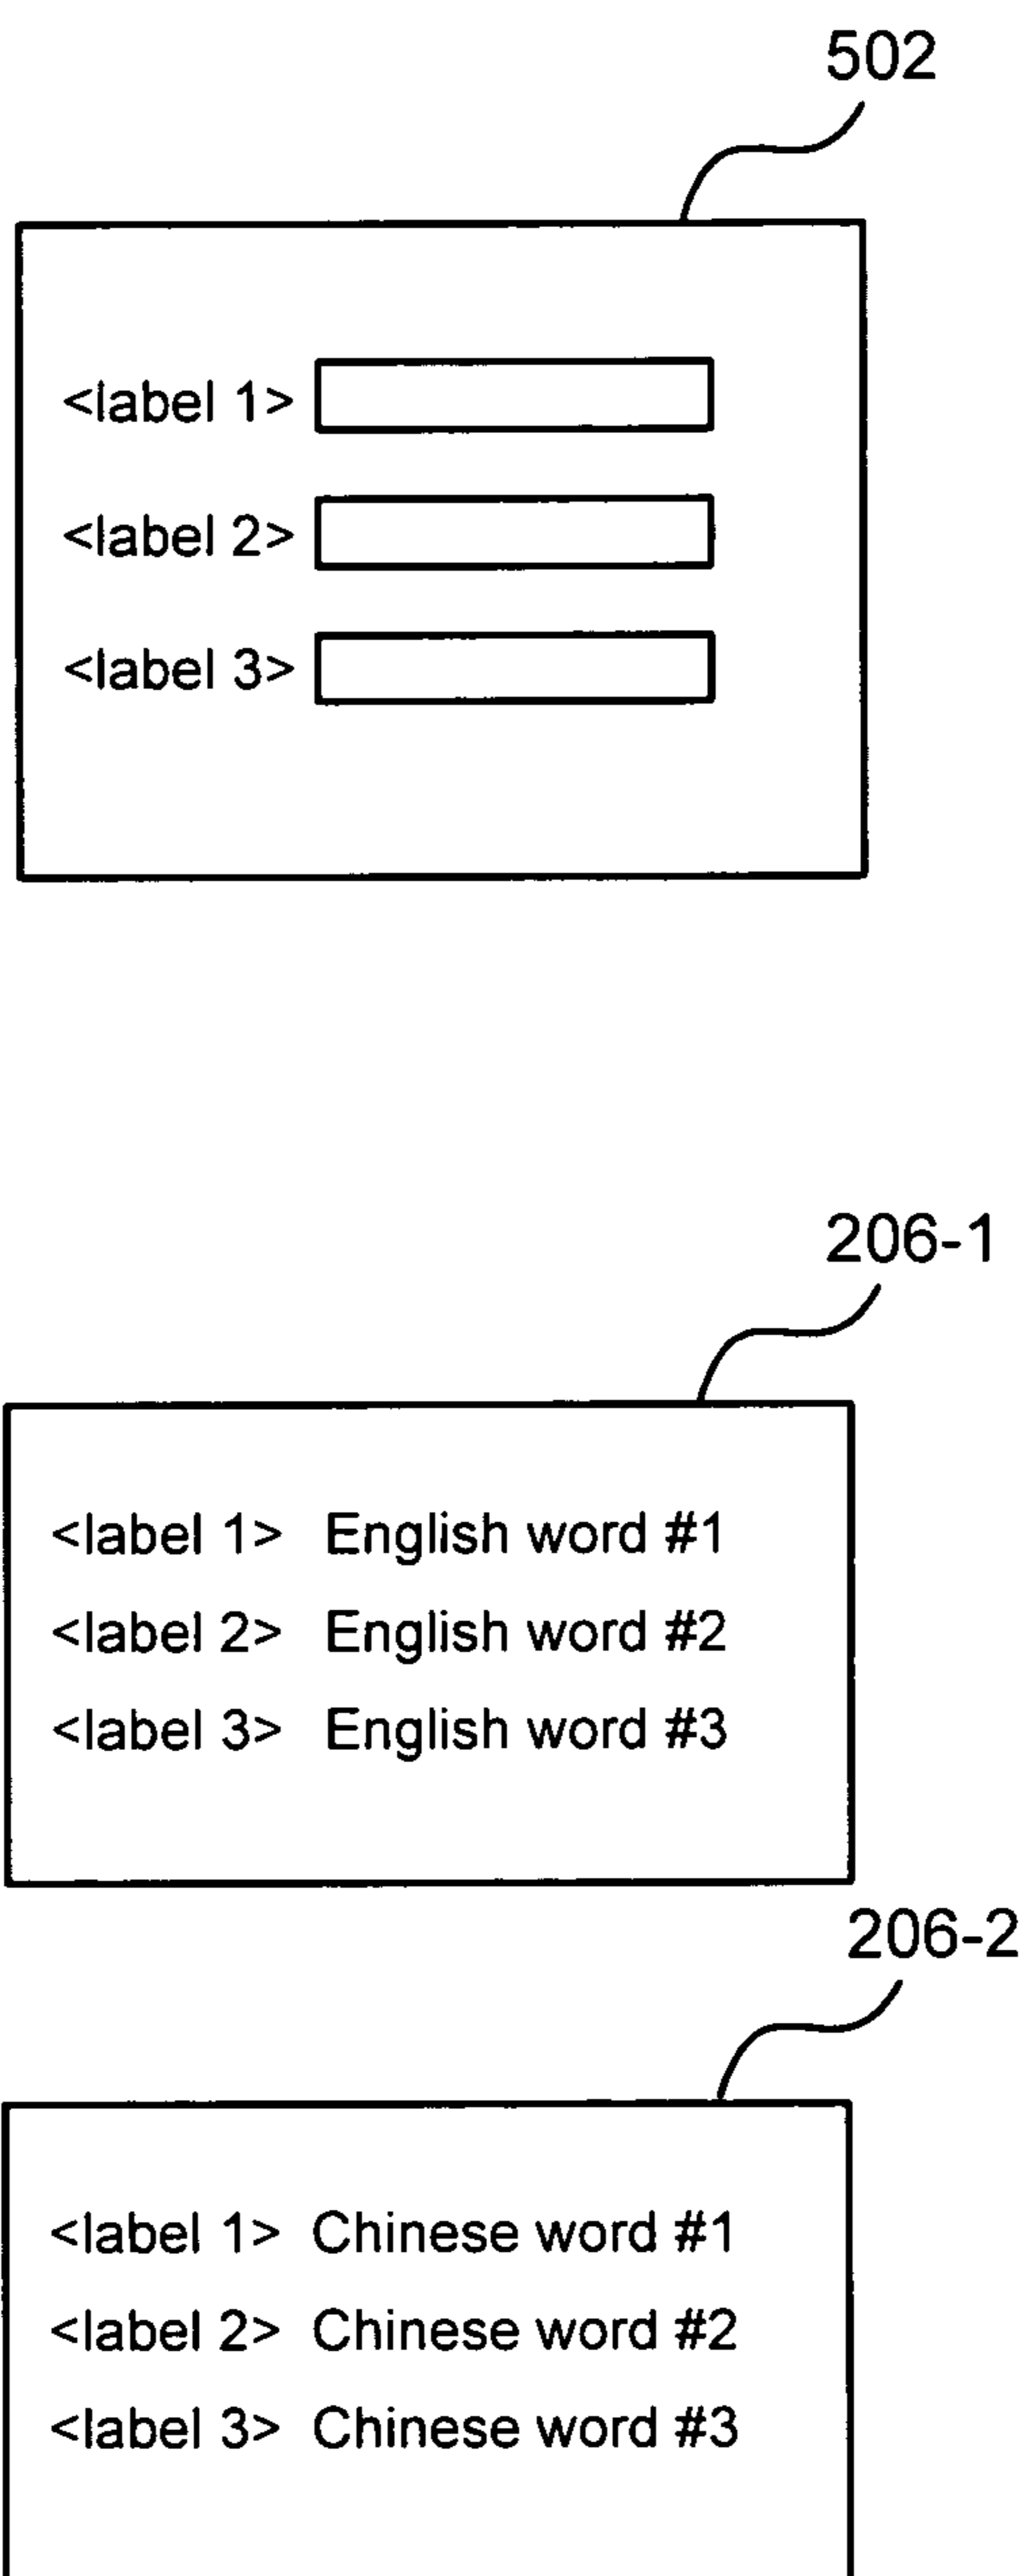 502
<label 1>
<label 2>
<label 3>
206-1
<label 1> English word #1
<label 2> English word #2
<label 3> English word #3
206-2
<label 1> Chinese word #1
<label 2> Chinese word #2
<label 3> Chinese word #3